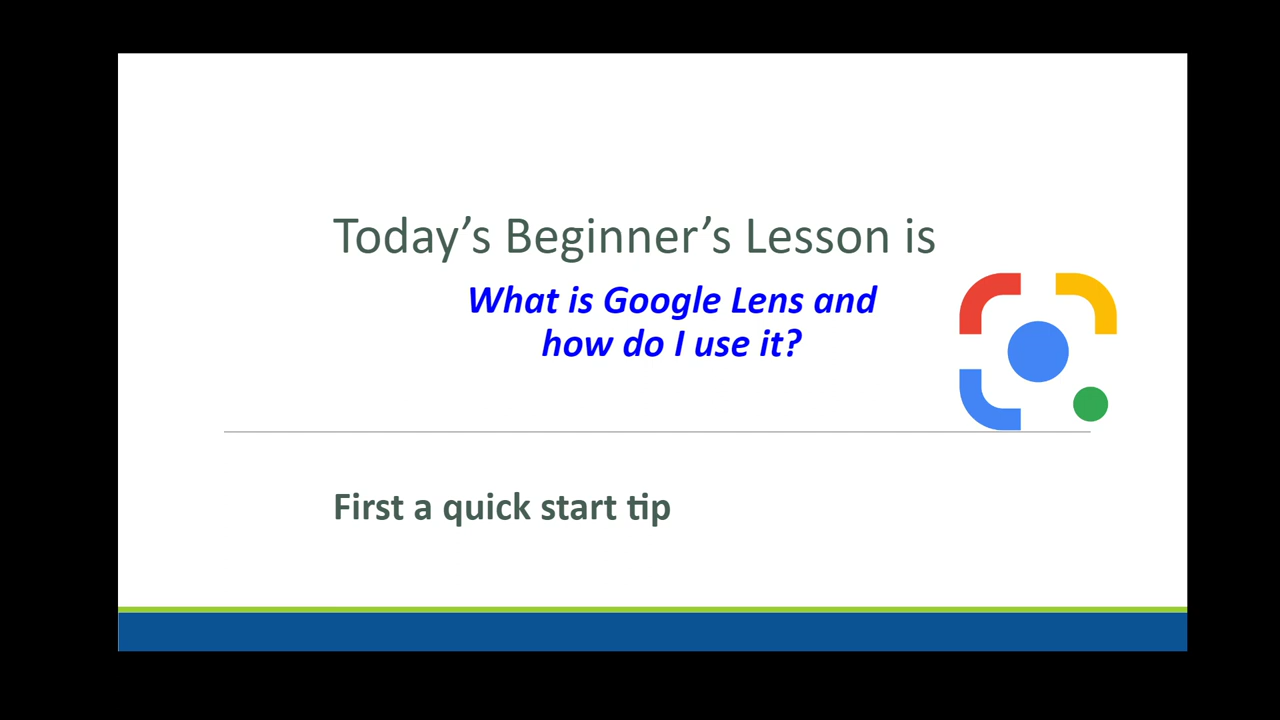 Today’s Beginner’s Lesson is
What is Google Lens and
how do I use it?
First a quick start tip